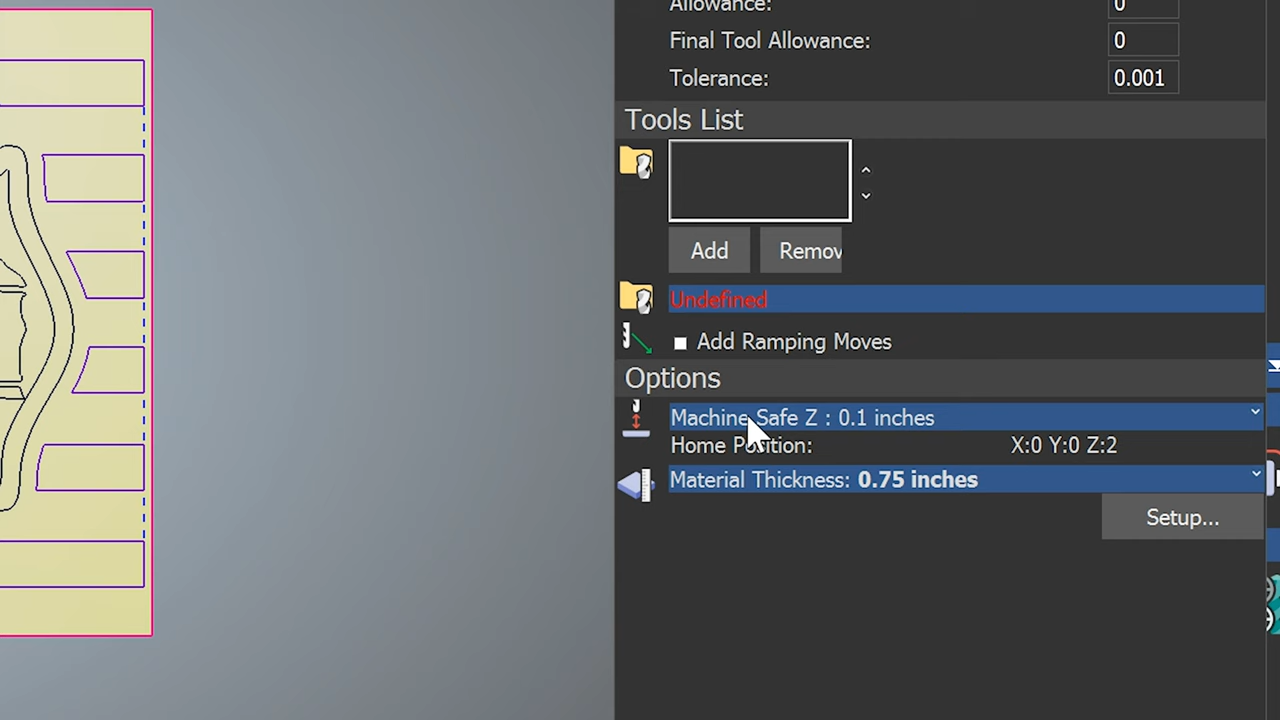 Allowance: 0
Final Tool Allowance: 0
Tolerance: 0.001
Tools List
Add Remov
Undefined
Add Ramping Moves
Options
Machine Safe Z : 0.1 inches
Home Position: X:0 Y:0 Z:2
Material Thickness: 0.75 inches
Setup...